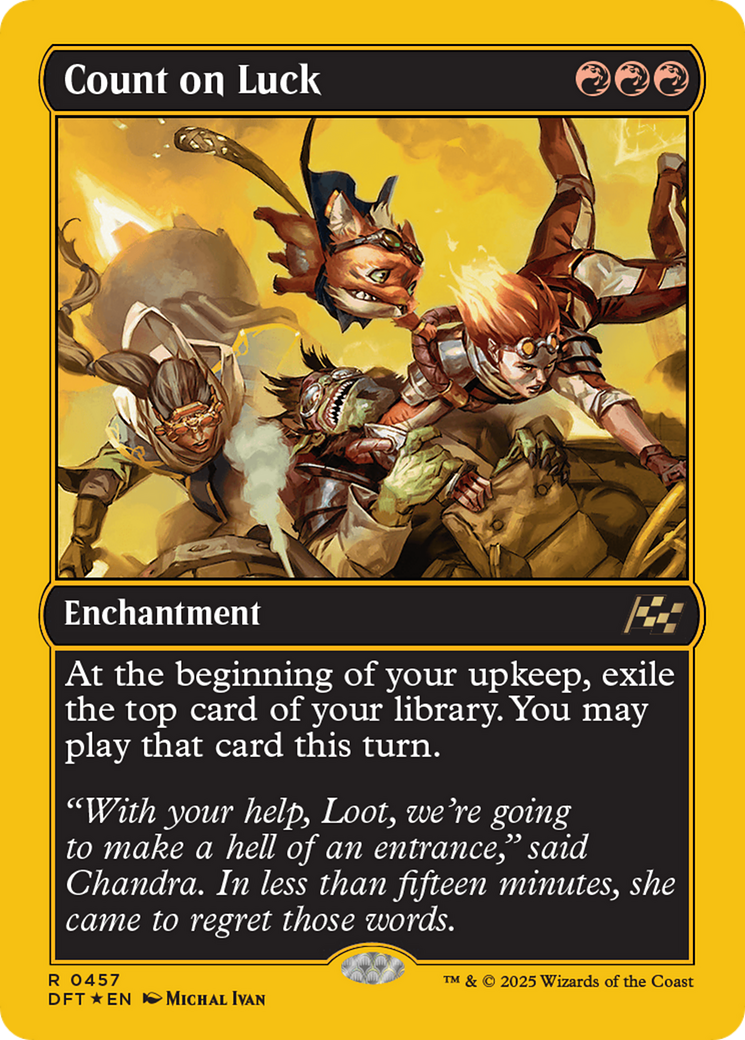 Count on Luck
Enchantment
At the beginning of your upkeep, exile
the top card of your library. You may
play that card this turn.
“With your help, Loot, we’re going
to make a hell of an entrance,” said
Chandra. In less than fifteen minutes, she
came to regret those words.
R 0457
DFT★EN Michal Ivan
™ & © 2025 Wizards of the Coast